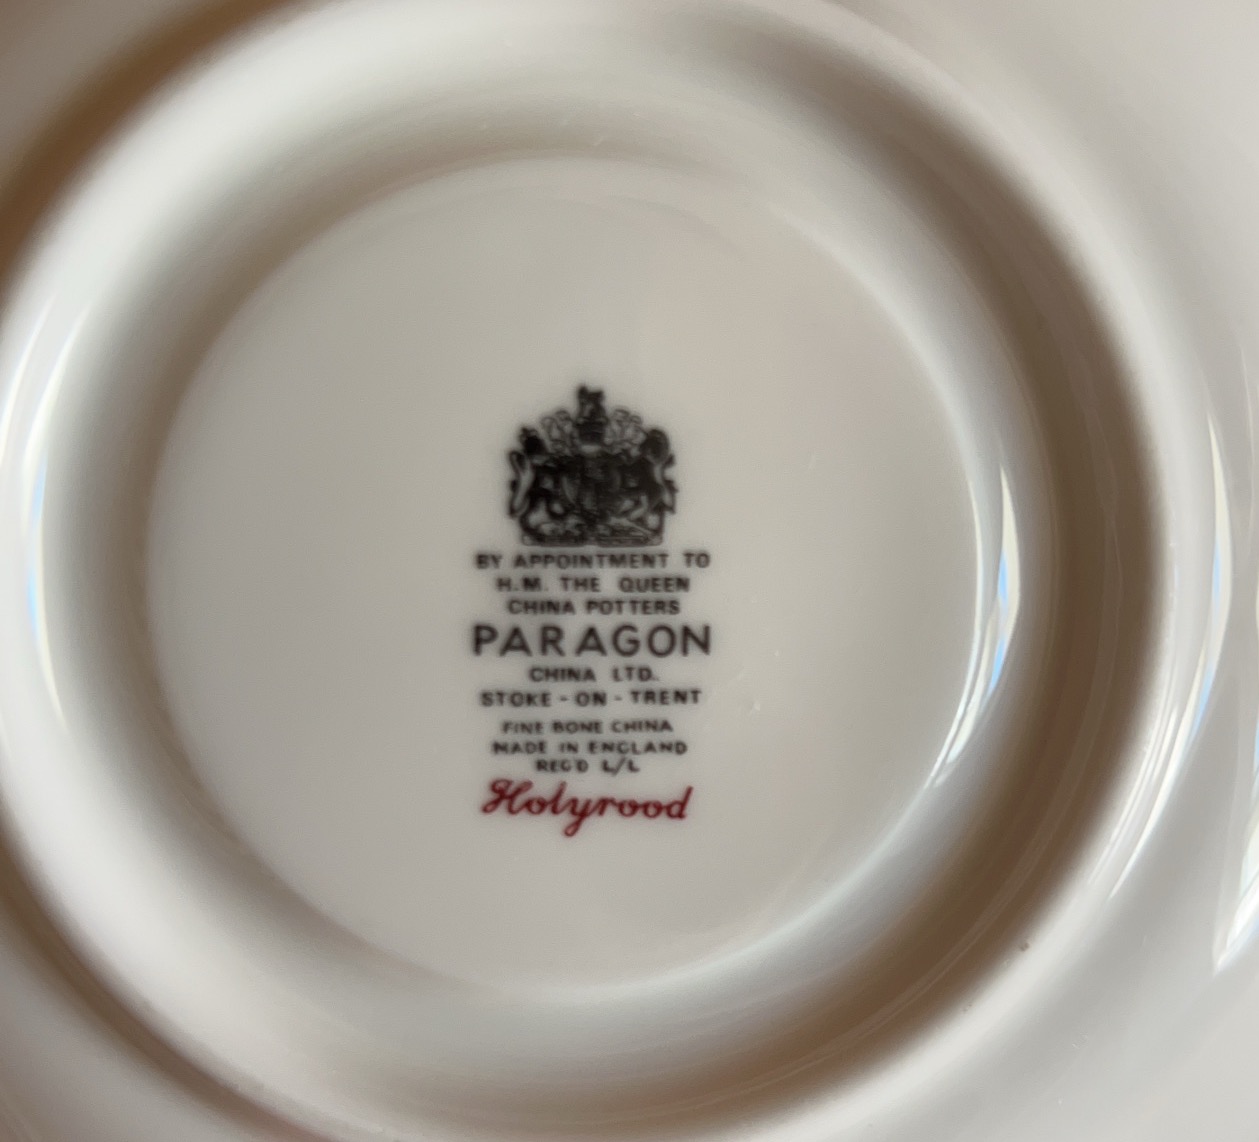 BY APPOINTMENT TO
H.M. THE QUEEN
CHINA POTTERS
PARAGON
CHINA LTD.
STOKE-ON-TRENT
FINE BONE CHINA
MADE IN ENGLAND
REG'D L/L
Holyrood